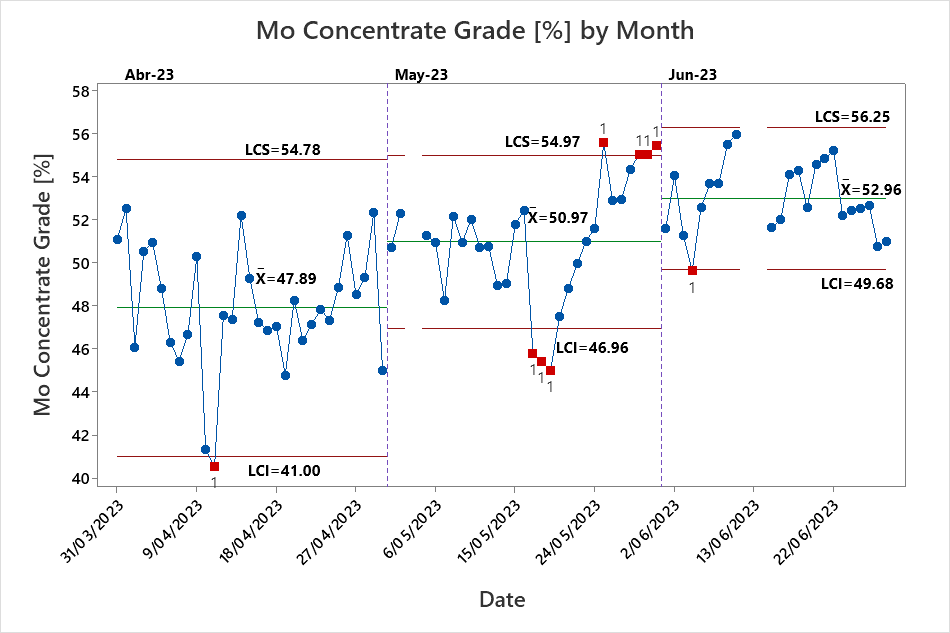 Mo Concentrate Grade [%] by Month
Abr-23
May-23
Jun-23
58
56
54
52
50
48
46
44
42
40
Mo Concentrate Grade [%]
LCS=54.78
X̄=47.89
LCI=41.00
1
LCS=54.97
X̄=50.97
LCI=46.96
1
1
1
1
1
1
1
LCS=56.25
X̄=52.96
LCI=49.68
1
31/03/2023
9/04/2023
18/04/2023
27/04/2023
6/05/2023
15/05/2023
24/05/2023
2/06/2023
13/06/2023
22/06/2023
Date